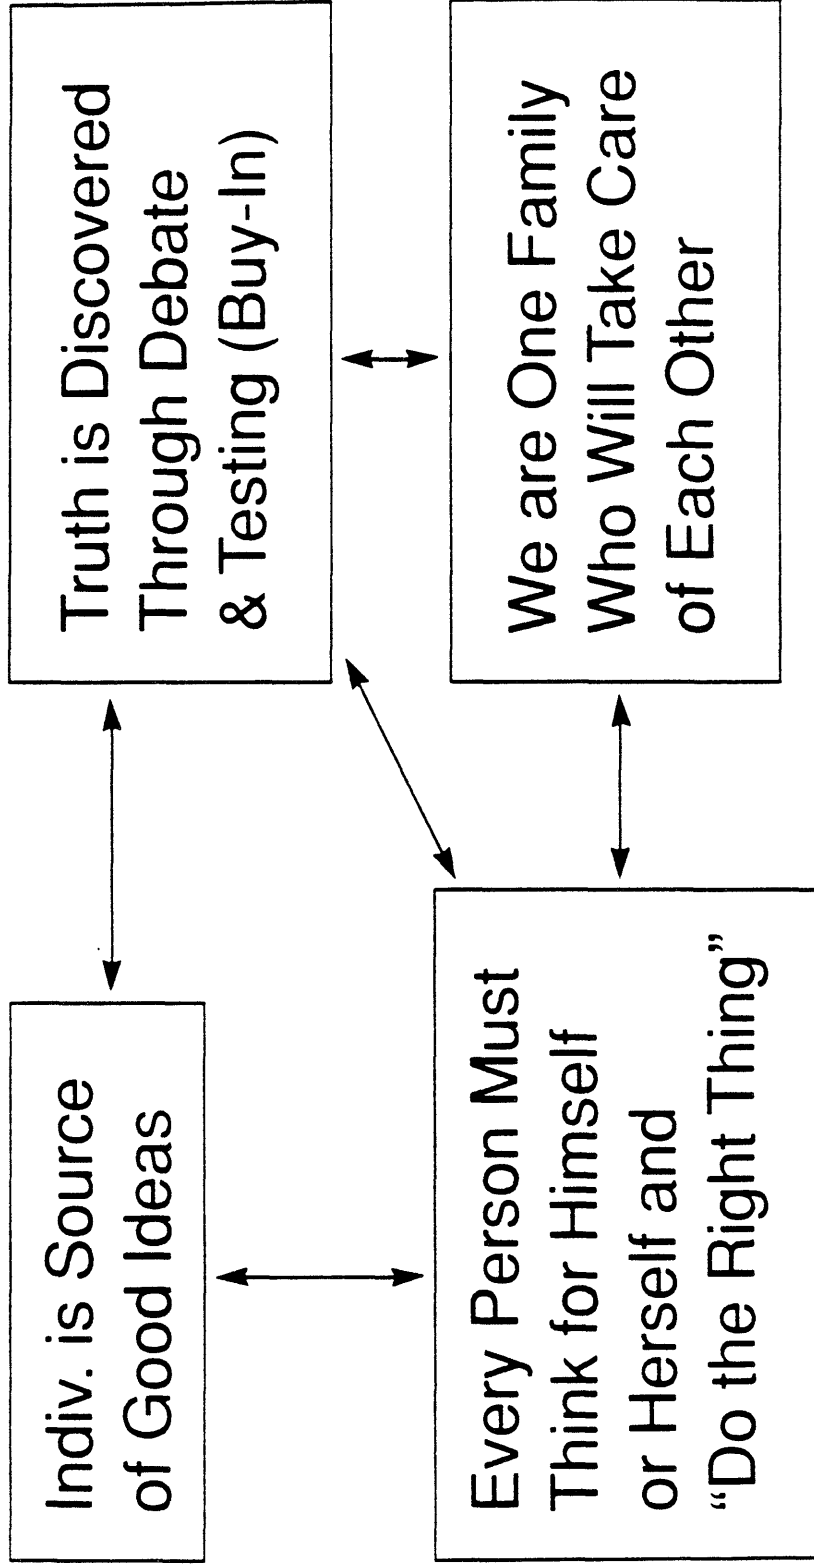 Indiv. is Source
of Good Ideas
Truth is Discovered
Through Debate
& Testing (Buy-In)
Every Person Must
Think for Himself
or Herself and
“Do the Right Thing”
We are One Family
Who Will Take Care
of Each Other